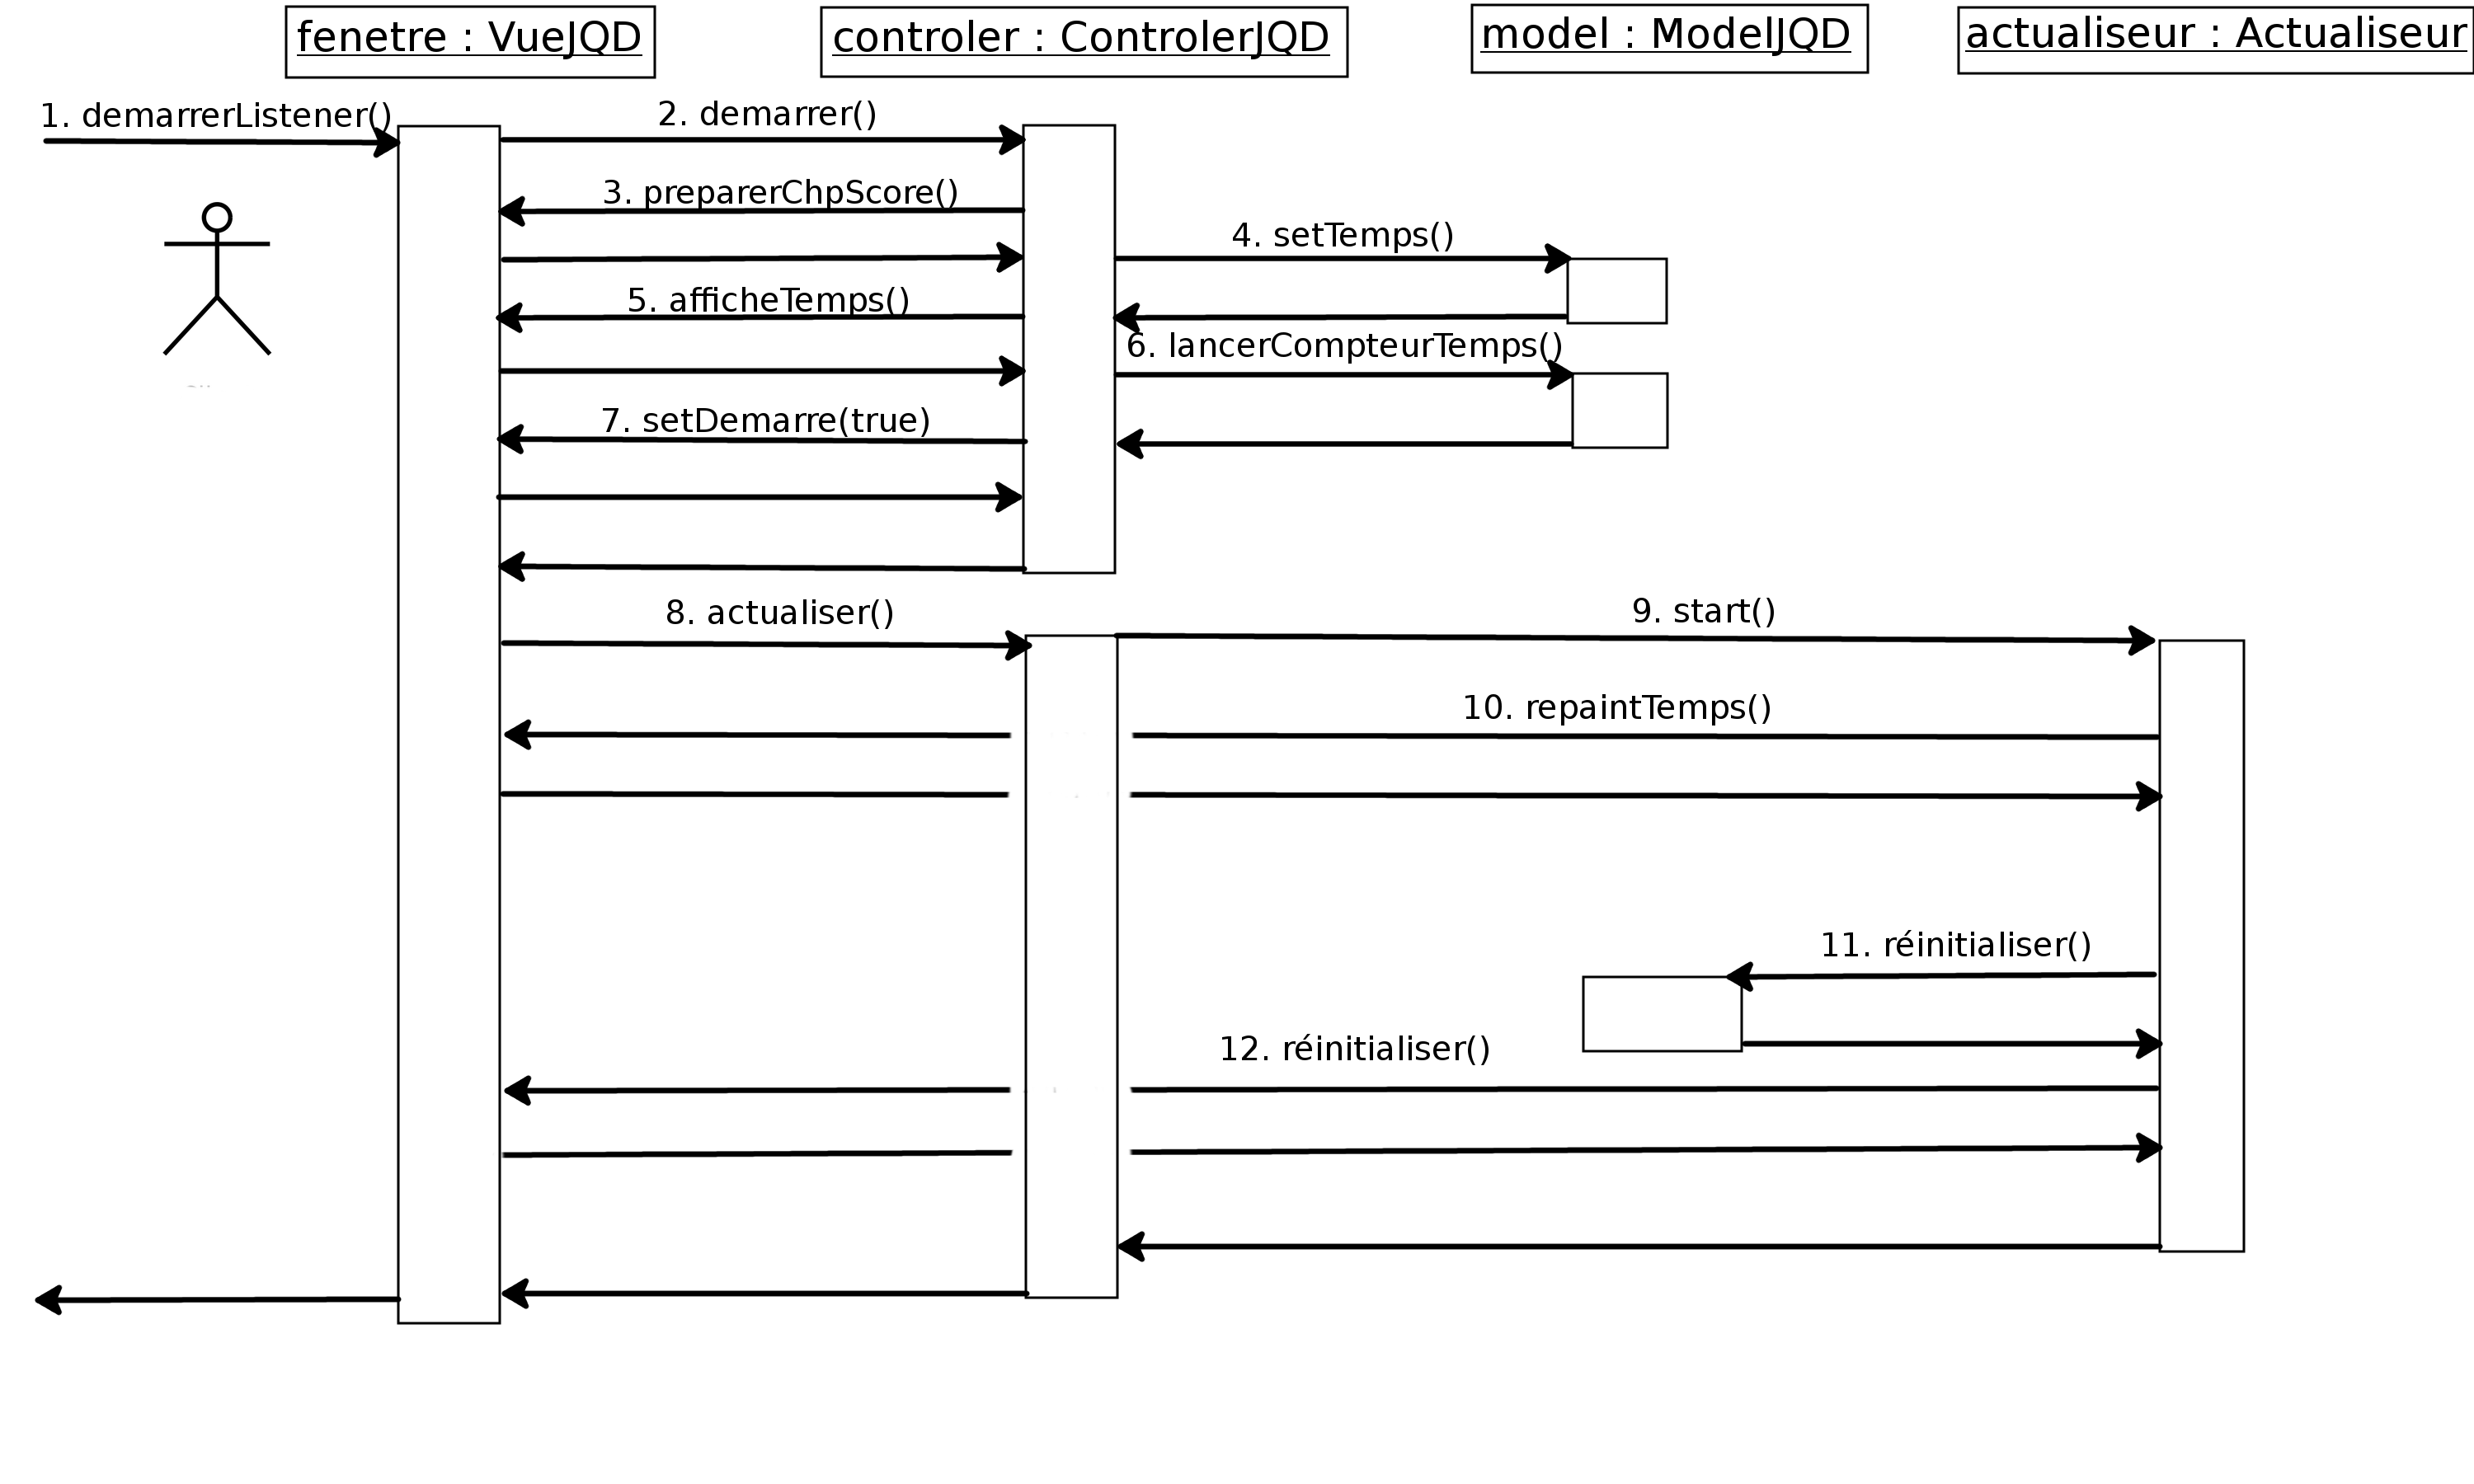 fenetre : VueJQD
controler : ControlerJQD
model : ModelJQD
actualiseur : Actualiseur
1. demarrerListener()
2. demarrer()
3. preparerChpScore()
4. setTemps()
5. afficheTemps()
6. lancerCompteurTemps()
7. setDemarre(true)
8. actualiser()
9. start()
10. repaintTemps()
11. réinitialiser()
12. réinitialiser()